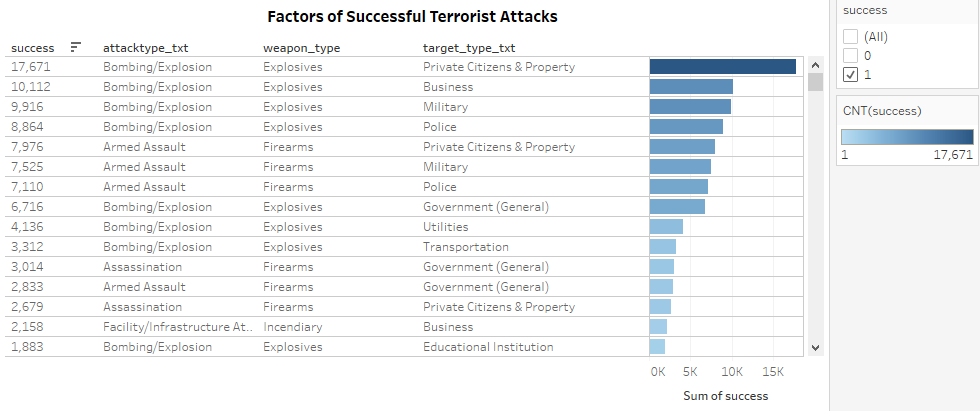 Factors of Successful Terrorist Attacks
success attacktype_txt weapon_type target_type_txt
17,671 Bombing/Explosion Explosives Private Citizens & Property
10,112 Bombing/Explosion Explosives Business
9,916 Bombing/Explosion Explosives Military
8,864 Bombing/Explosion Explosives Police
7,976 Armed Assault Firearms Private Citizens & Property
7,525 Armed Assault Firearms Military
7,110 Armed Assault Firearms Police
6,716 Bombing/Explosion Explosives Government (General)
4,136 Bombing/Explosion Explosives Utilities
3,312 Bombing/Explosion Explosives Transportation
3,014 Assassination Firearms Government (General)
2,833 Armed Assault Firearms Government (General)
2,679 Assassination Firearms Private Citizens & Property
2,158 Facility/Infrastructure At.. Incendiary Business
1,883 Bombing/Explosion Explosives Educational Institution
0K 5K 10K 15K
Sum of success
success
(All)
0
1
CNT(success)
1 17,671